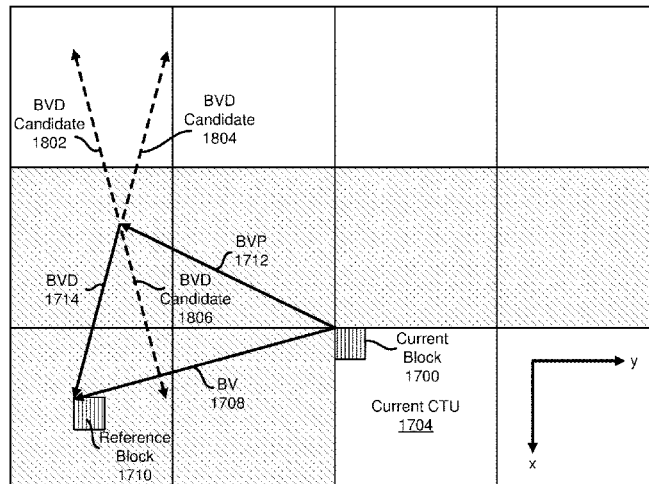 BVD
Candidate
1802
BVD
Candidate
1804
BVP
1712
BVD
1714
BVD
Candidate
1806
BV
1708
Current
Block
1700
y
Current CTU
1704
Reference
Block
1710
x